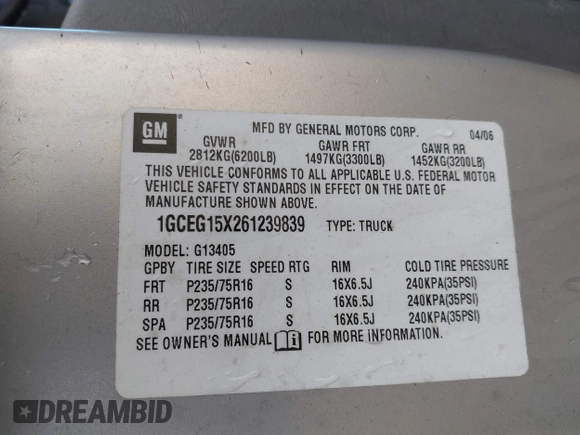 GM
MFD BY GENERAL MOTORS CORP. 04/06
GVWR GAWR FRT GAWR RR
2812KG(6200LB) 1497KG(3300LB) 1452KG(3200LB)
THIS VEHICLE CONFORMS TO ALL APPLICABLE U.S. FEDERAL MOTOR
VEHICLE SAFETY STANDARDS IN EFFECT ON THE DATE OF
MANUFACTURE SHOWN ABOVE.
1GCEG15X261239839 TYPE: TRUCK
MODEL: G13405
GPBY TIRE SIZE SPEED RTG RIM COLD TIRE PRESSURE
FRT P235/75R16 S 16X6.5J 240KPA(35PSI)
RR P235/75R16 S 16X6.5J 240KPA(35PSI)
SPA P235/75R16 S 16X6.5J 240KPA(35PSI)
SEE OWNER'S MANUAL FOR MORE INFORMATION.
DREAMBID